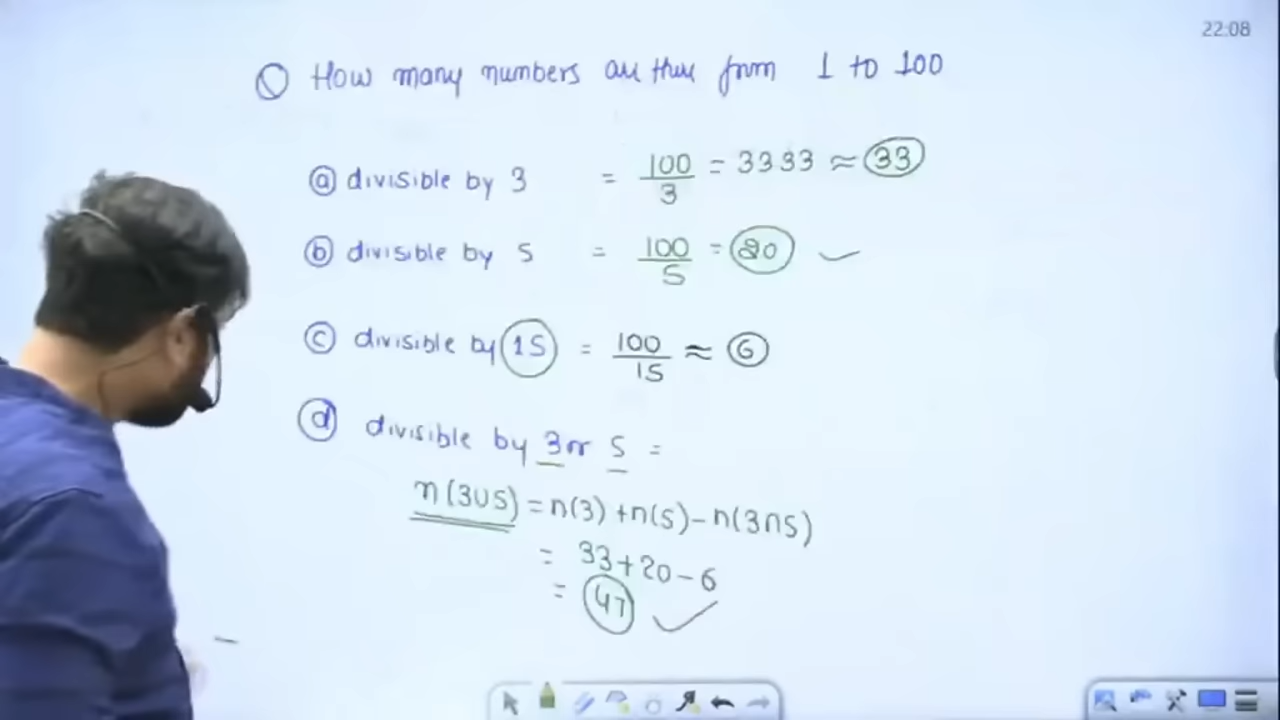 22:08
Q How many numbers are there from 1 to 100
ⓐ divisible by 3 = 100/3 = 3333 ≈ 33
ⓑ divisible by 5 = 100/5 = 20 ✓
ⓒ divisible by 15 = 100/15 ≈ 6
ⓓ divisible by 3 or 5 =
n(3∪5) = n(3) + n(5) - n(3∩5)
= 33 + 20 - 6
= 47 ✓